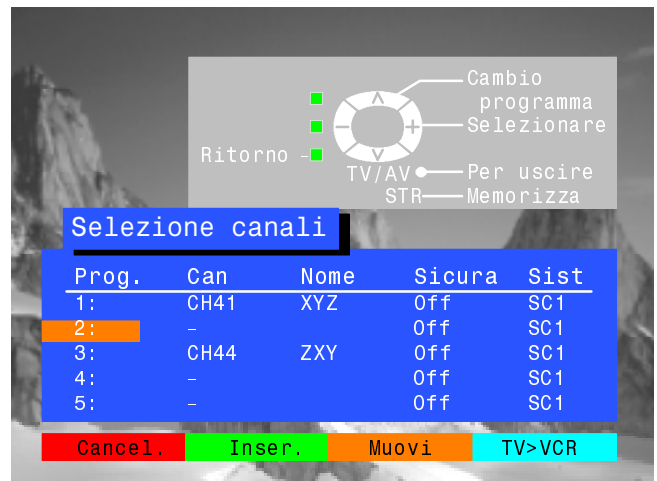 Cambio
programma
Selezionare
Ritorno –
TV/AV Per uscire
STR Memorizza
Selezione canali
Prog. Can Nome Sicura Sist
1: CH41 XYZ Off SC1
2: – Off SC1
3: CH44 ZXY Off SC1
4: – Off SC1
5: – Off SC1
Cancel. Inser. Muovi TV>VCR